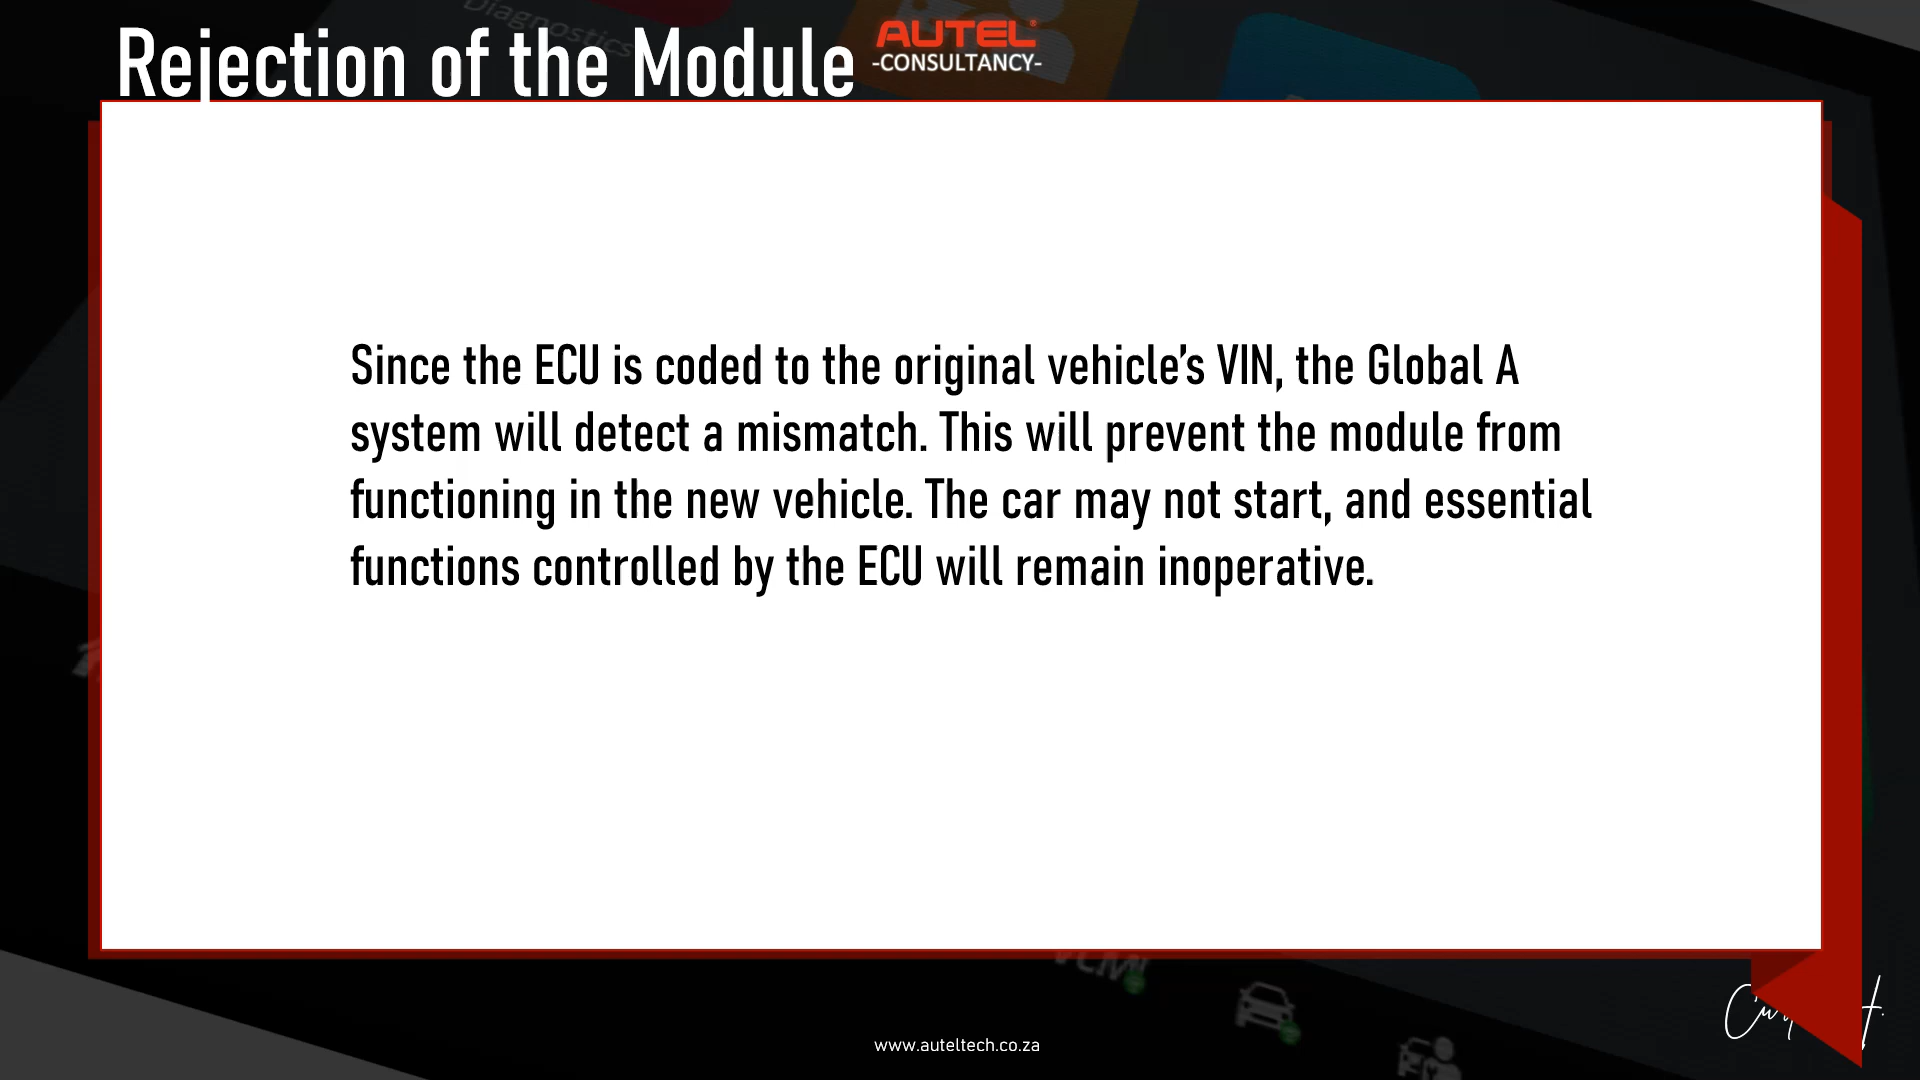 Diagnostics
Rejection of the Module
AUTEL®
-CONSULTANCY-
Since the ECU is coded to the original vehicle’s VIN, the Global A
system will detect a mismatch. This will prevent the module from
functioning in the new vehicle. The car may not start, and essential
functions controlled by the ECU will remain inoperative.
www.auteltech.co.za